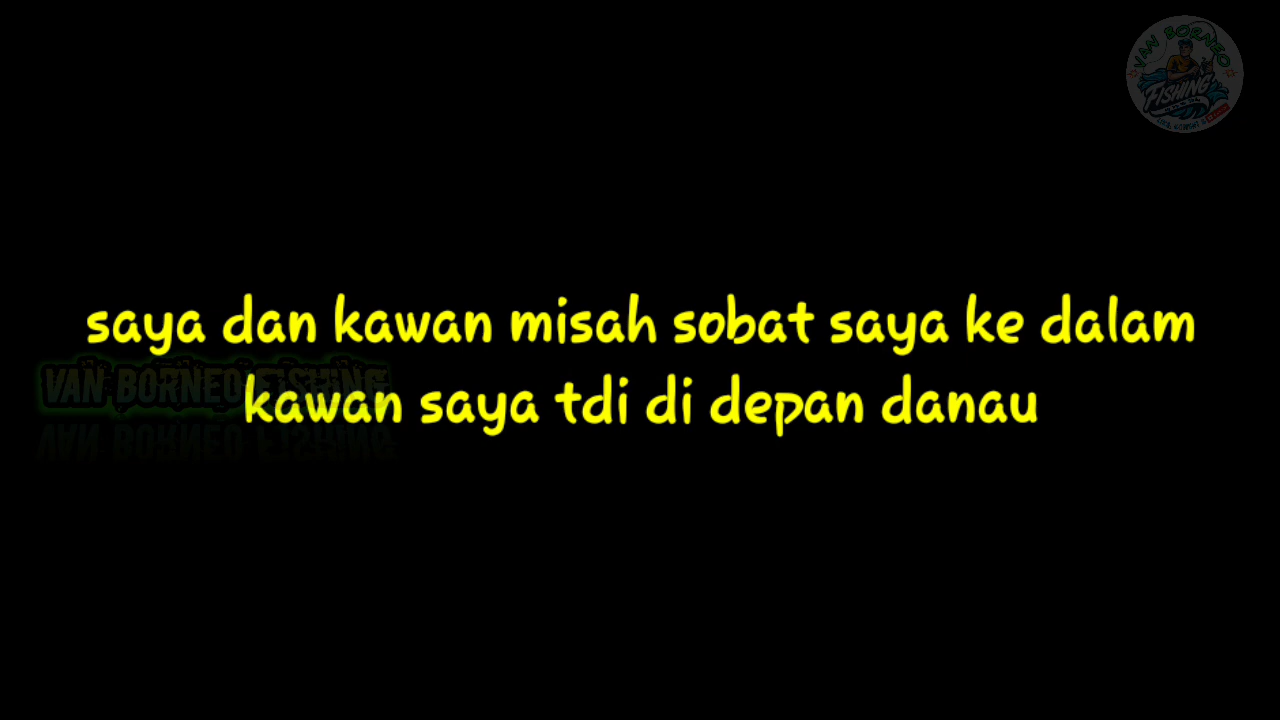 VAN BORNEO
FISHING
saya dan kawan misah sobat saya ke dalam
VAN BORNEO FISHING
kawan saya tdi di depan danau